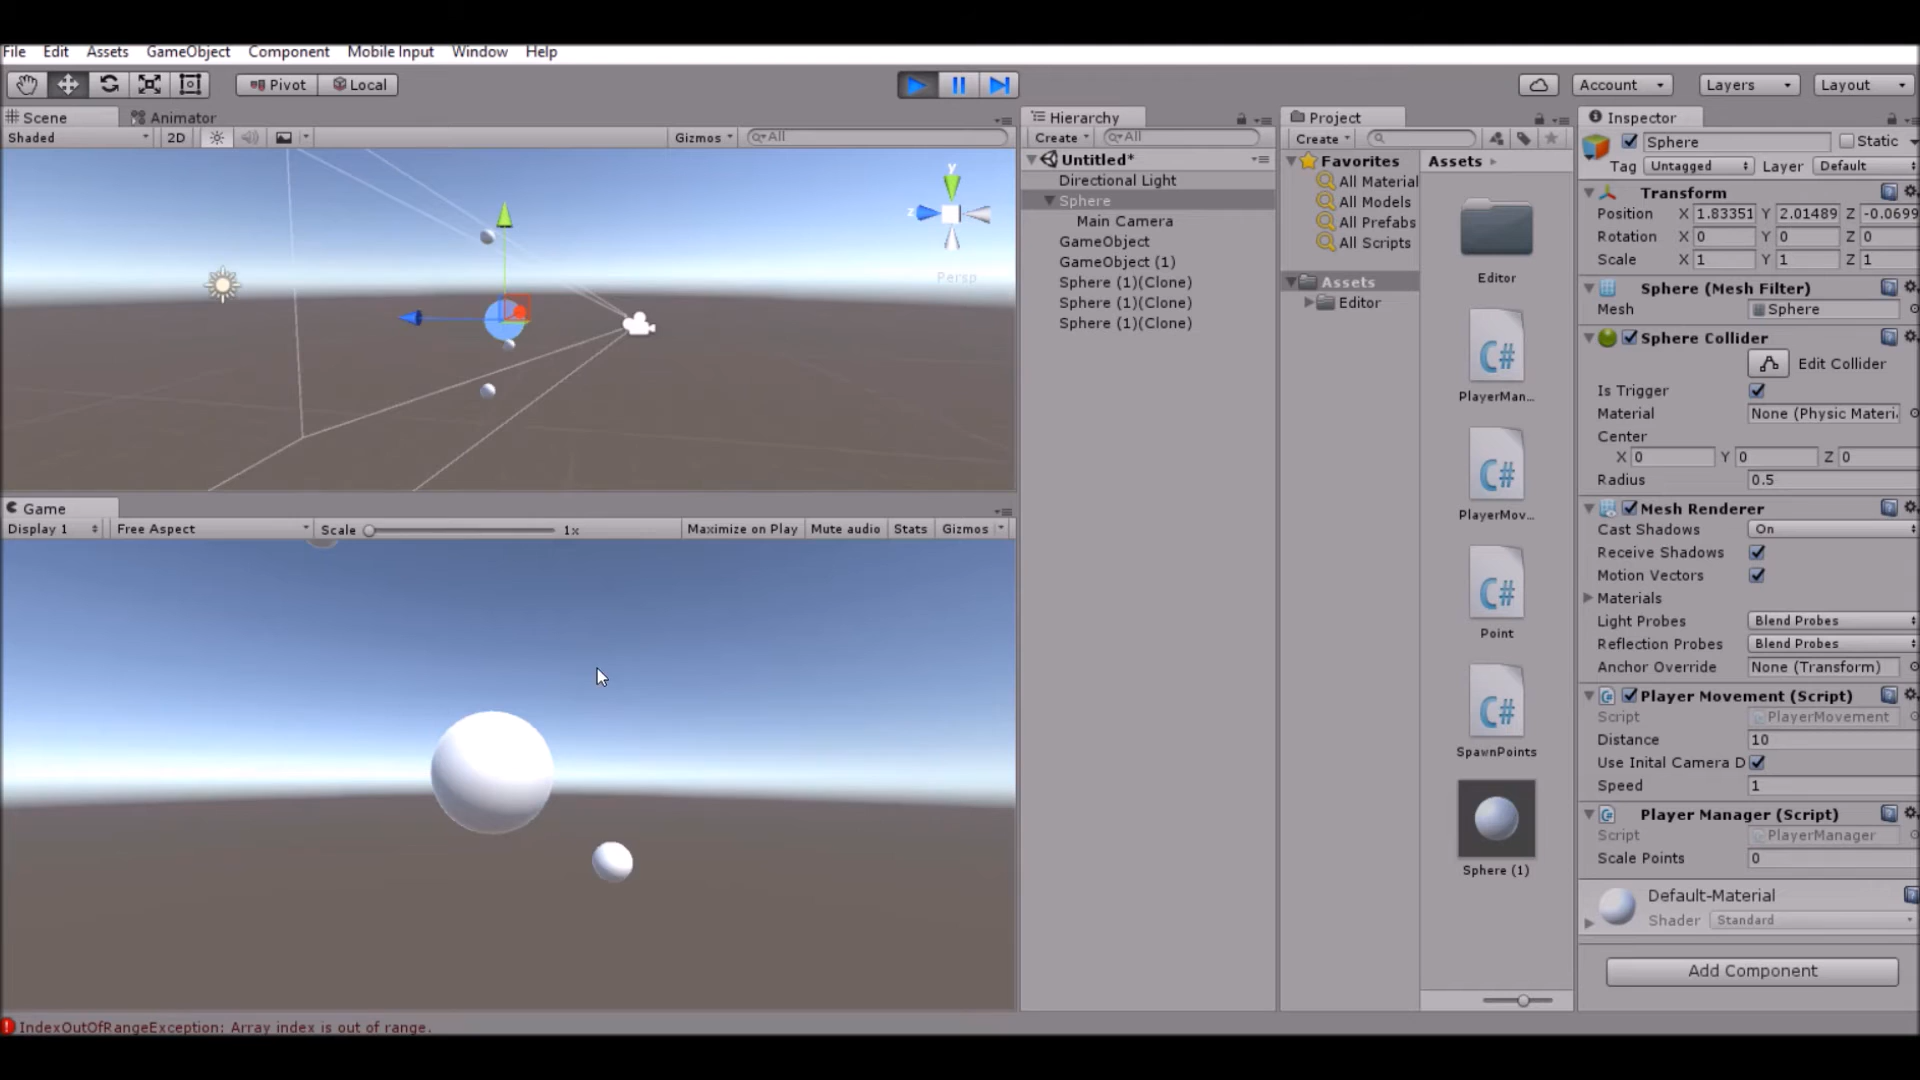 File Edit Assets GameObject Component Mobile Input Window Help
Pivot Local Account Layers Layout
Scene Animator
Shaded 2D Gizmos All
y
z
Persp
Game
Display 1 Free Aspect Scale 1x Maximize on Play Mute audio Stats Gizmos
IndexOutOfRangeException: Array index is out of range.
Hierarchy
Create All
Untitled*
Directional Light
Sphere
Main Camera
GameObject
GameObject (1)
Sphere (1)(Clone)
Sphere (1)(Clone)
Sphere (1)(Clone)
Project
Create
Favorites
All Material
All Models
All Prefabs
All Scripts
Assets
Editor
Assets
Editor
C#
PlayerMan...
C#
PlayerMov...
C#
Point
C#
SpawnPoints
Sphere (1)
Inspector
Sphere Static
Tag Untagged Layer Default
Transform
Position X 1.83351 Y 2.01489 Z -0.0699
Rotation X 0 Y 0 Z 0
Scale X 1 Y 1 Z 1
Sphere (Mesh Filter)
Mesh Sphere
Sphere Collider
Edit Collider
Is Trigger
Material None (Physic Materi
Center
X 0 Y 0 Z 0
Radius 0.5
Mesh Renderer
Cast Shadows On
Receive Shadows
Motion Vectors
Materials
Light Probes Blend Probes
Reflection Probes Blend Probes
Anchor Override None (Transform)
C# Player Movement (Script)
Script PlayerMovement
Distance 10
Use Inital Camera D
Speed 1
C# Player Manager (Script)
Script PlayerManager
Scale Points 0
Default-Material
Shader Standard
Add Component